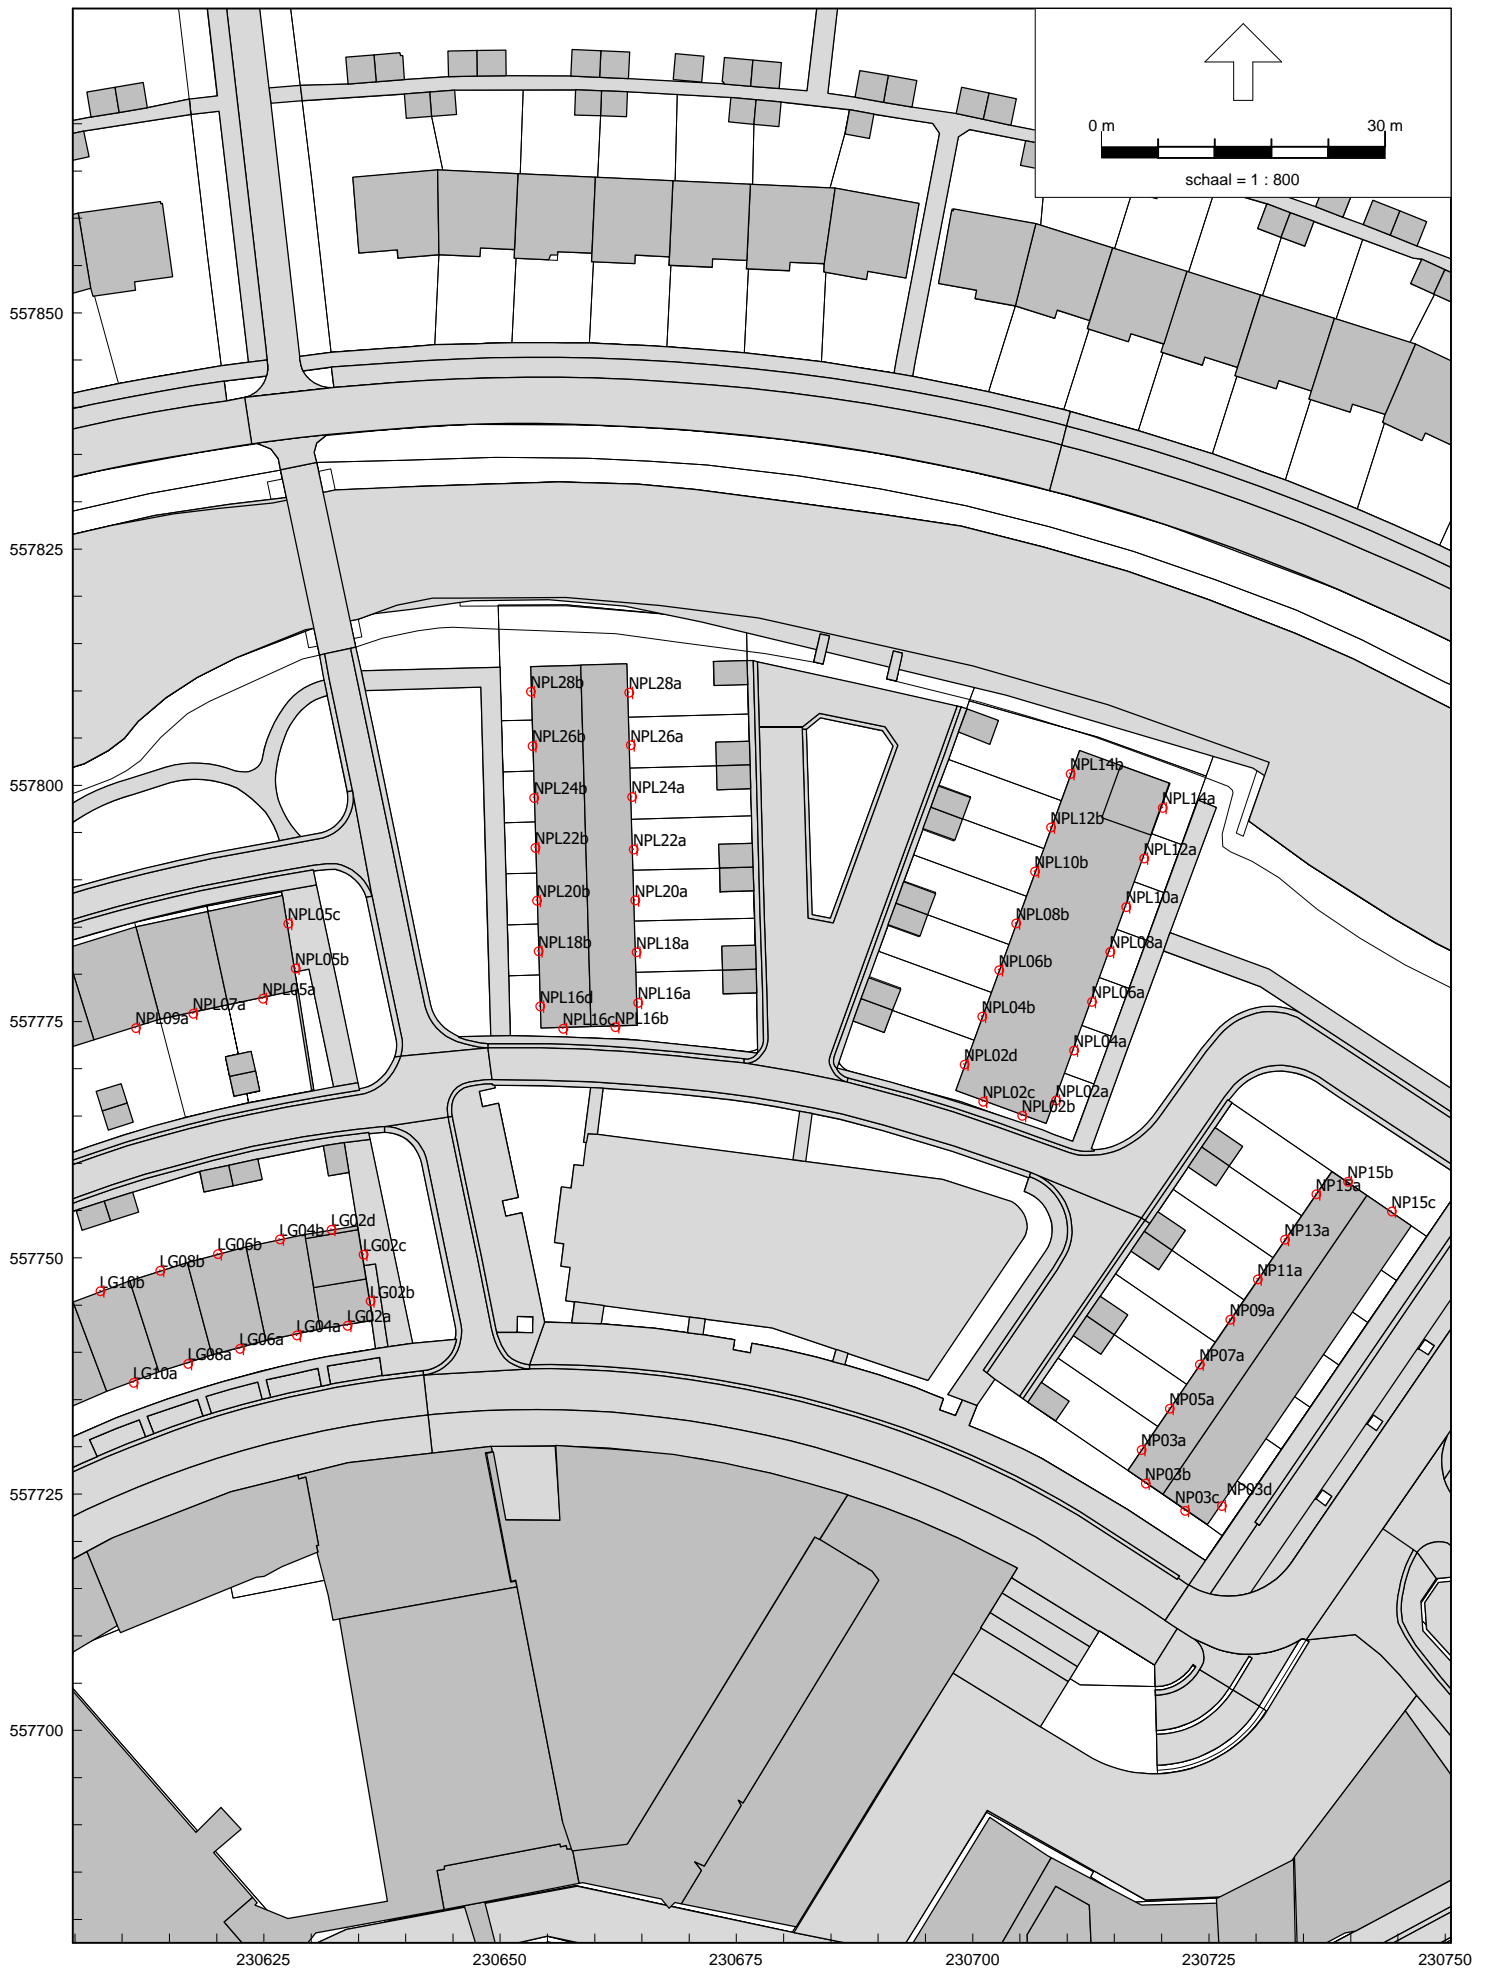 0 m 30 m
schaal = 1 : 800
557850
557825
557800
557775
557750
557725
557700
NPL28b NPL28a
NPL26b NPL26a
NPL24b NPL24a
NPL22b NPL22a
NPL20b NPL20a
NPL18b NPL18a
NPL16d NPL16a
NPL16c NPL16b
NPL14b
NPL14a
NPL12b
NPL12a
NPL10b
NPL10a
NPL08b
NPL08a
NPL06b
NPL06a
NPL04b
NPL04a
NPL02d
NPL02c NPL02a
NPL02b
NPL05c
NPL05b
NPL05a
NPL07a
NPL09a
LG02d
LG04b
LG02c
LG06b
LG08b
LG10b
LG02b
LG02a
LG04a
LG06a
LG08a
LG10a
NP15b
NP15a
NP15c
NP13a
NP11a
NP09a
NP07a
NP05a
NP03a
NP03b
NP03d
NP03c
230625 230650 230675 230700 230725 230750